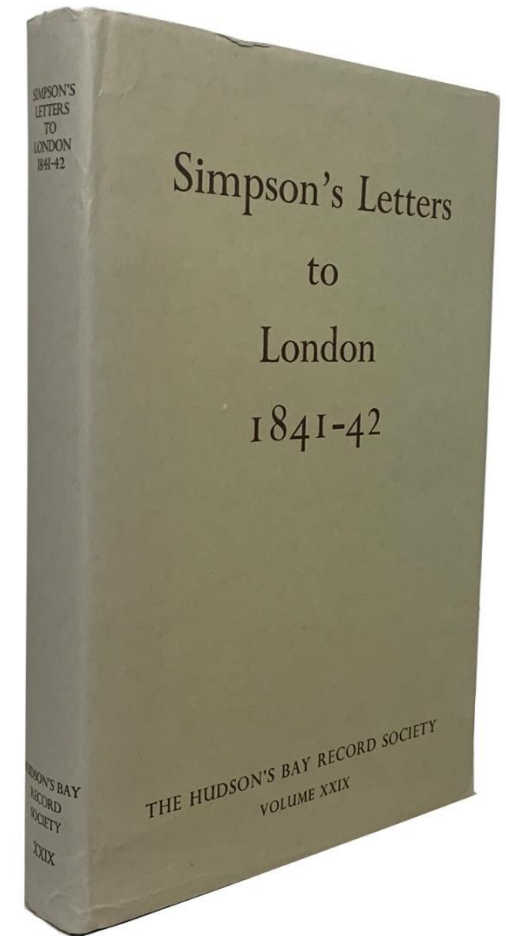 SIMPSON'S
LETTERS
TO
LONDON
1841-42
HUDSON'S BAY
RECORD
SOCIETY
XXIX
Simpson's Letters
to
London
1841-42
THE HUDSON'S BAY RECORD SOCIETY
VOLUME XXIX